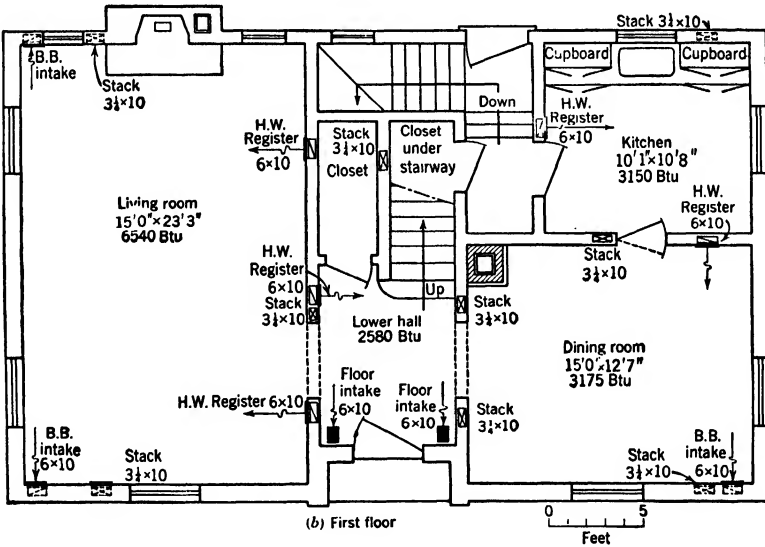 Stack 3¼×10
B.B.
intake
Stack
3¼×10
Cupboard
Cupboard
Down
H.W.
Register
6×10
H.W.
Register
6×10
Stack
3¼×10
Closet
Closet
under
stairway
Kitchen
10'1"×10'8"
3150 Btu
Living room
15'0"×23'3"
6540 Btu
H.W.
Register
6×10
H.W.
Register
6×10
Stack
3¼×10
Stack
3¼×10
Up
Stack
3¼×10
Lower hall
2580 Btu
Dining room
15'0"×12'7"
3175 Btu
Floor
intake
6×10
Floor
intake
6×10
H.W. Register 6×10
Stack
3¼×10
B.B.
intake
6×10
Stack
3¼×10
Stack
3¼×10
B.B.
intake
6×10
(b) First floor
0 5
Feet